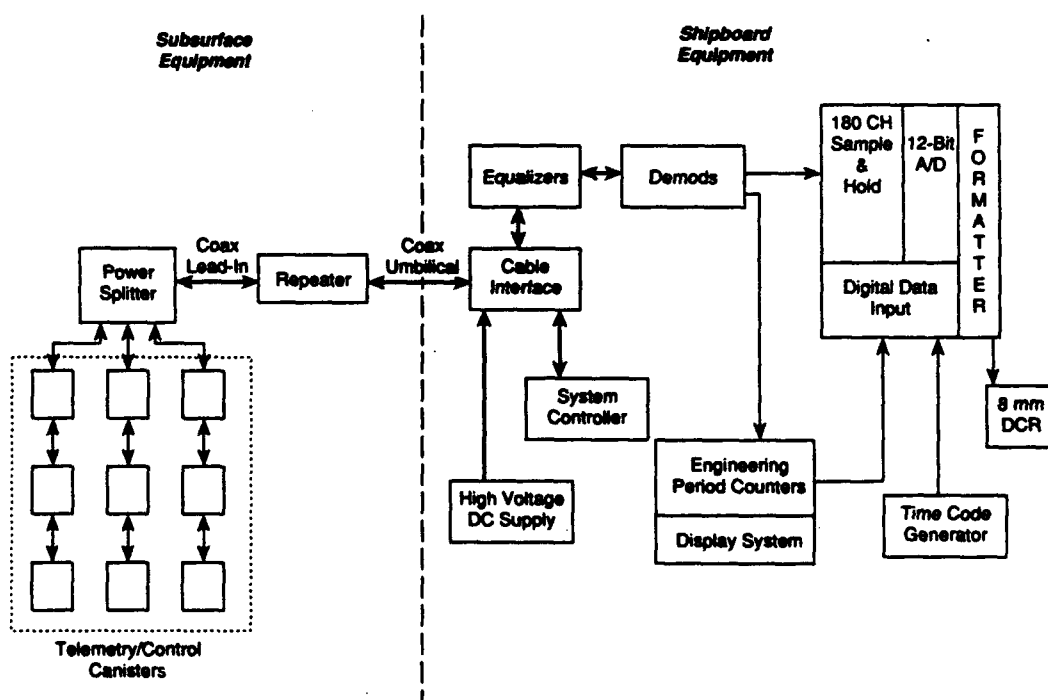 Subsurface
Equipment
Shipboard
Equipment
180 CH
Sample
&
Hold
12-Bit
A/D
FORMATTER
Equalizers
Demods
Coax
Lead-In
Coax
Umbilical
Power
Splitter
Repeater
Cable
Interface
Digital Data
Input
System
Controller
8 mm
DCR
Engineering
Period Counters
High Voltage
DC Supply
Time Code
Generator
Display System
Telemetry/Control
Canisters